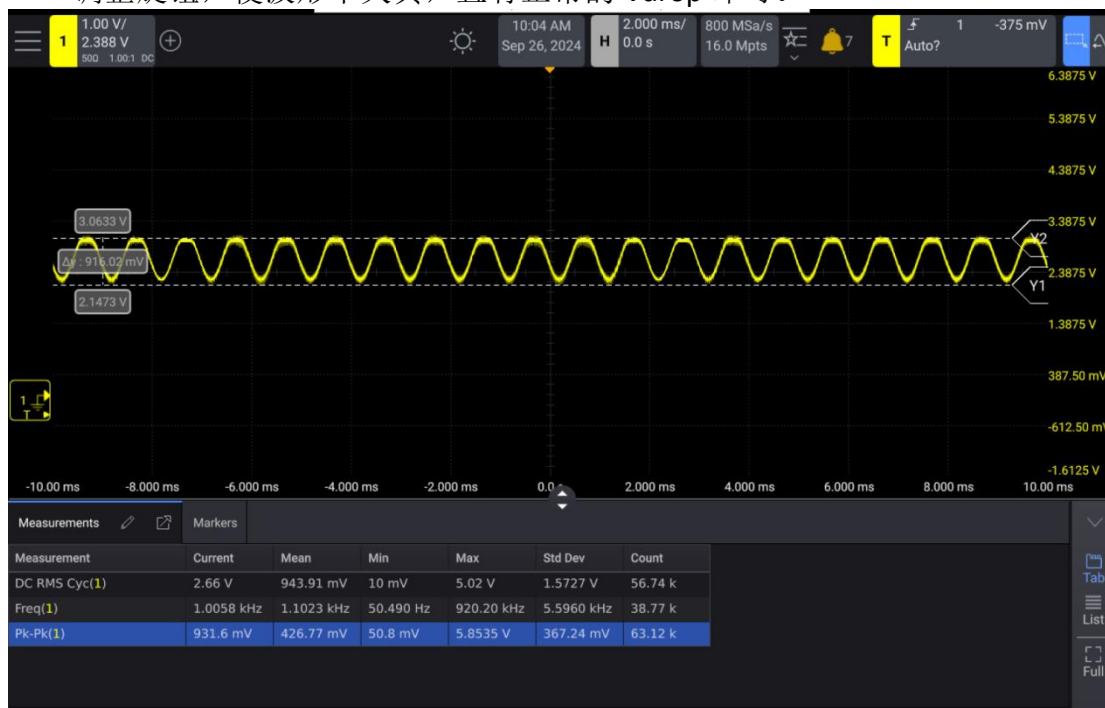 1
1.00 V/
2.388 V
50Ω 1.00:1 DC
10:04 AM
Sep 26, 2024
H
2.000 ms/
0.0 s
800 MSa/s
16.0 Mpts
7
T
1 -375 mV
Auto?
6.3875 V
5.3875 V
4.3875 V
3.3875 V
3.0633 V
Y2
Δy : 916.02 mV
2.3875 V
Y1
2.1473 V
1.3875 V
387.50 mV
1
T
-612.50 mV
-1.6125 V
-10.00 ms -8.000 ms -6.000 ms -4.000 ms -2.000 ms 0.0 s 2.000 ms 4.000 ms 6.000 ms 8.000 ms 10.00 ms
Measurements Markers
Measurement Current Mean Min Max Std Dev Count
DC RMS Cyc(1) 2.66 V 943.91 mV 10 mV 5.02 V 1.5727 V 56.74 k
Freq(1) 1.0058 kHz 1.1023 kHz 50.490 Hz 920.20 kHz 5.5960 kHz 38.77 k
Pk-Pk(1) 931.6 mV 426.77 mV 50.8 mV 5.8535 V 367.24 mV 63.12 k
Tab
List
Full